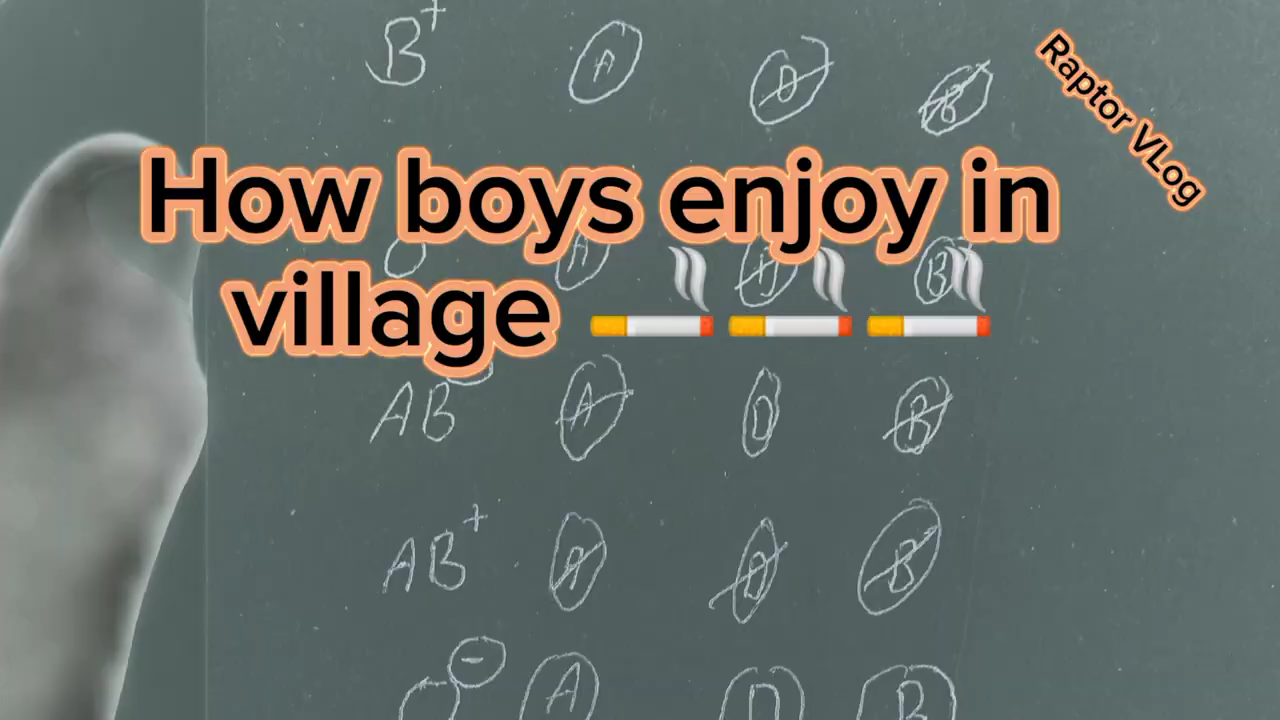 B+ A D B
Raptor VLog
How boys enjoy in
A D B
village
AB A D B
AB+ A D B
- A D B